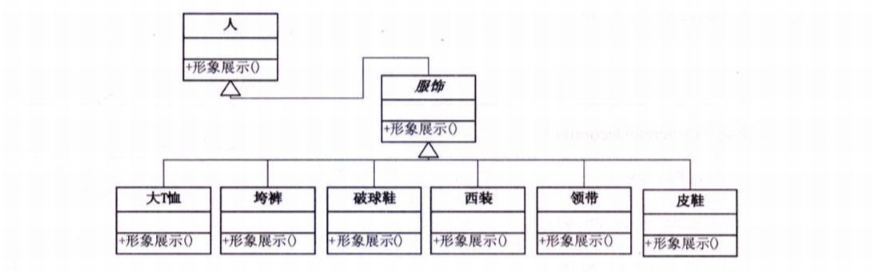 人
+形象展示()
服饰
+形象展示()
大T恤
垮裤
破球鞋
西装
领带
皮鞋
+形象展示()
+形象展示()
+形象展示()
+形象展示()
+形象展示()
+形象展示()